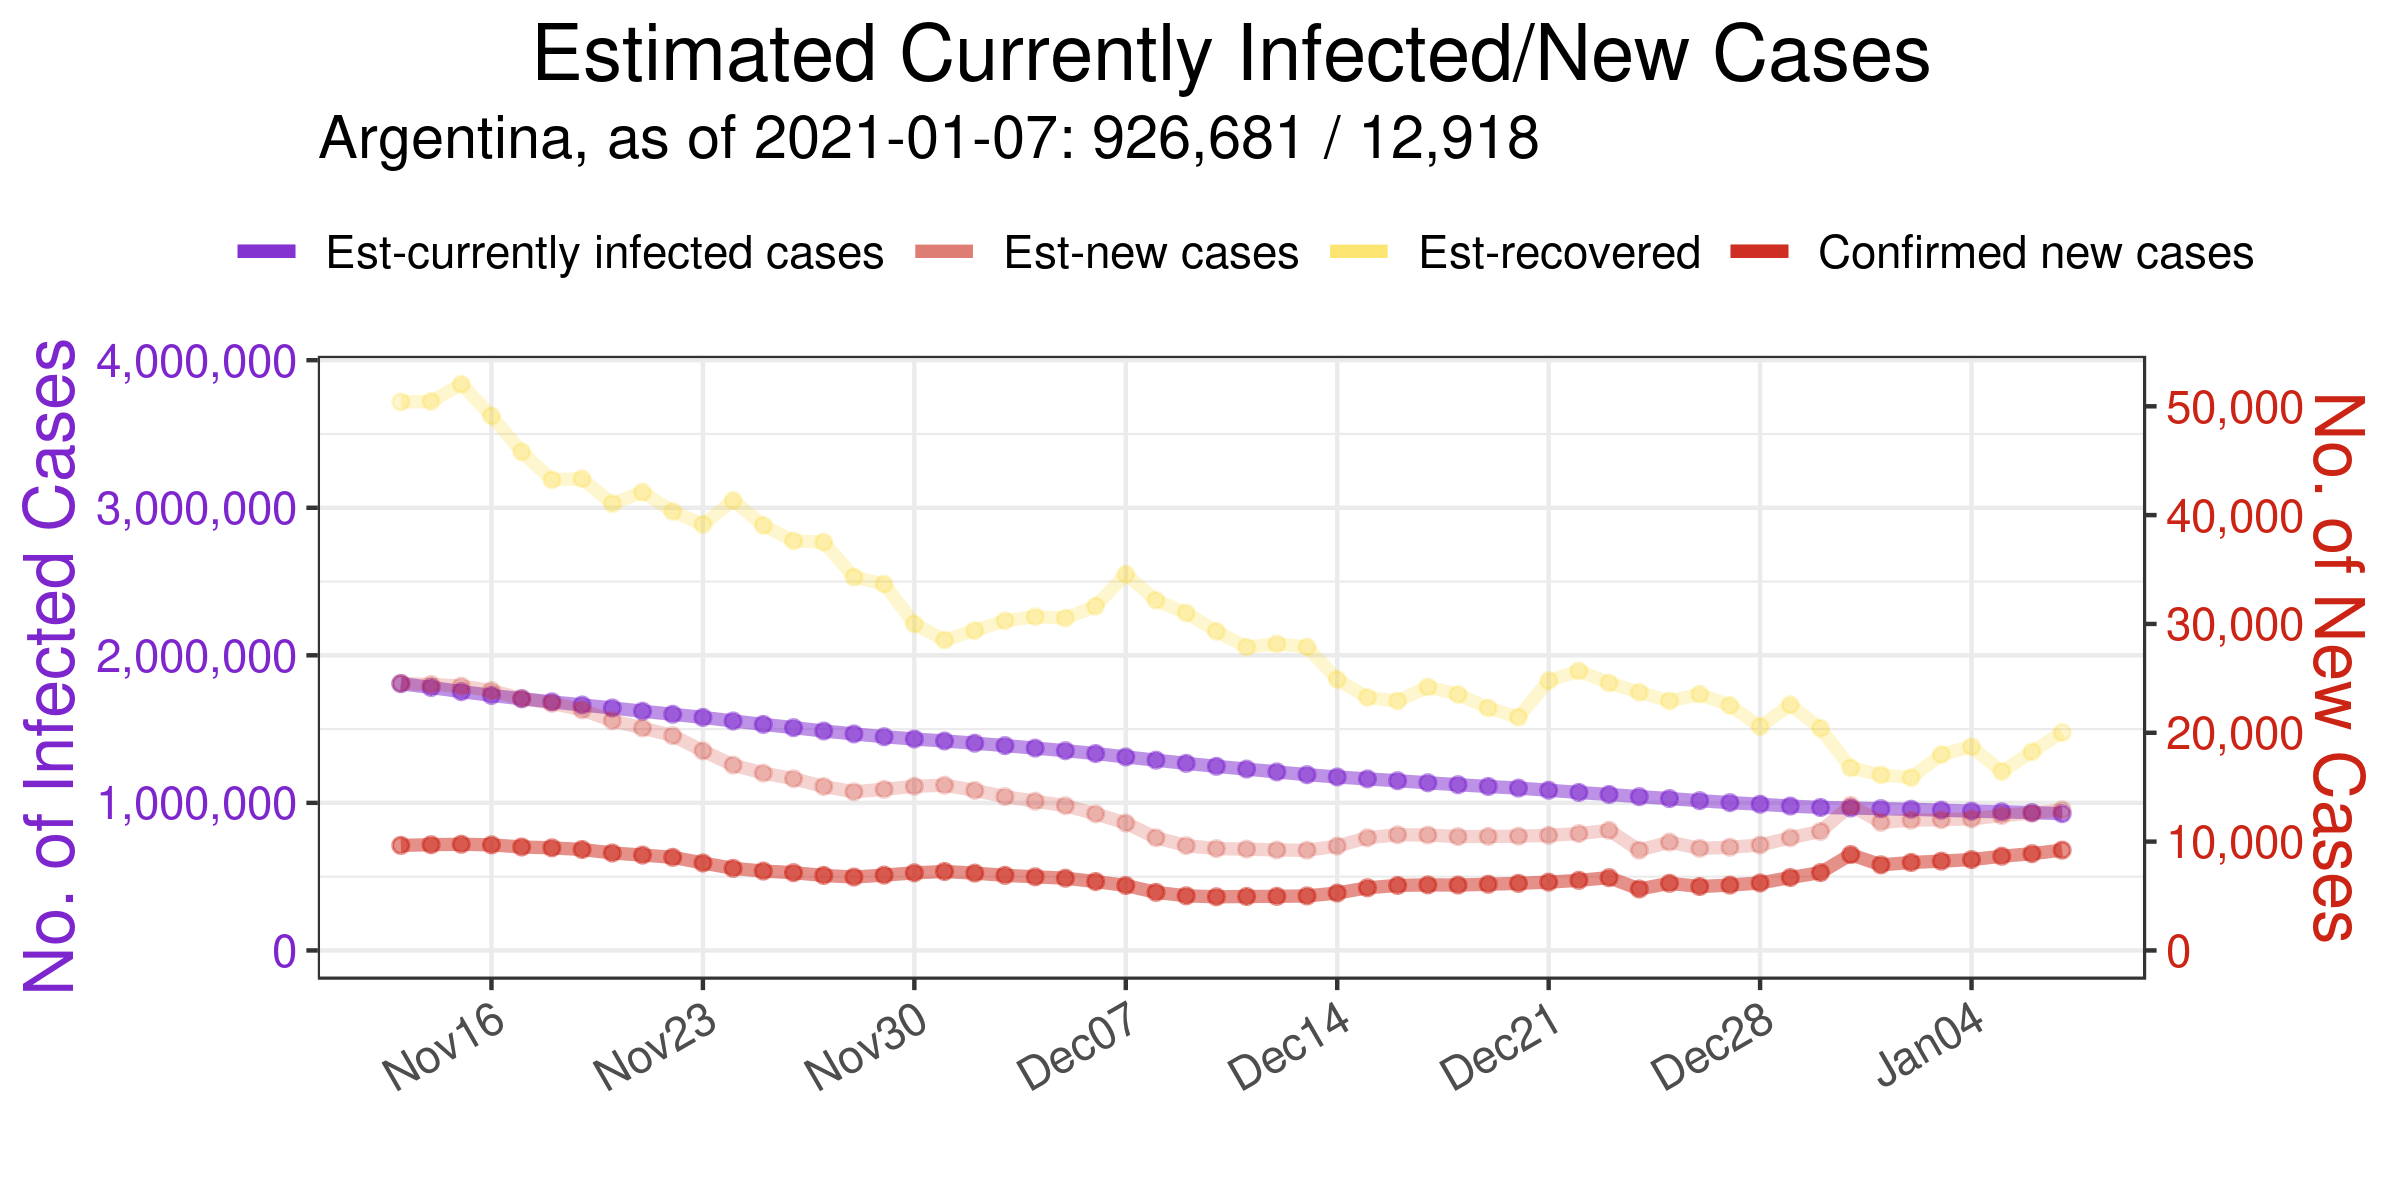 Estimated Currently Infected/New Cases
Argentina, as of 2021-01-07: 926,681 / 12,918
Est-currently infected cases Est-new cases Est-recovered Confirmed new cases
No. of Infected Cases
4,000,000
3,000,000
2,000,000
1,000,000
0
50,000
40,000
30,000
20,000
10,000
0
No. of New Cases
Nov16 Nov23 Nov30 Dec07 Dec14 Dec21 Dec28 Jan04